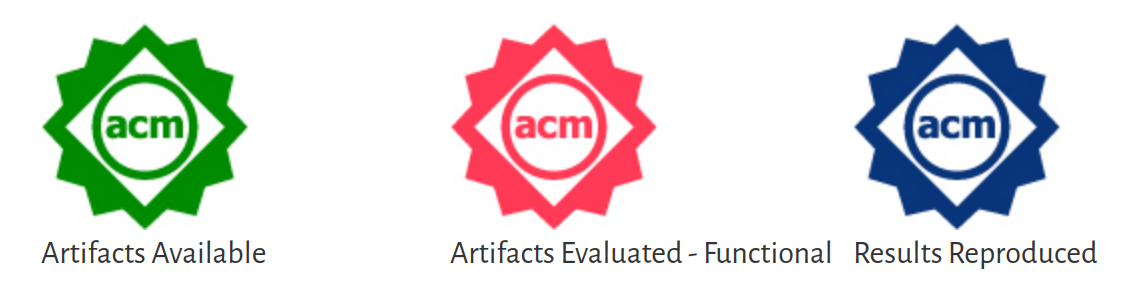 acm acm acm
Artifacts Available Artifacts Evaluated - Functional Results Reproduced